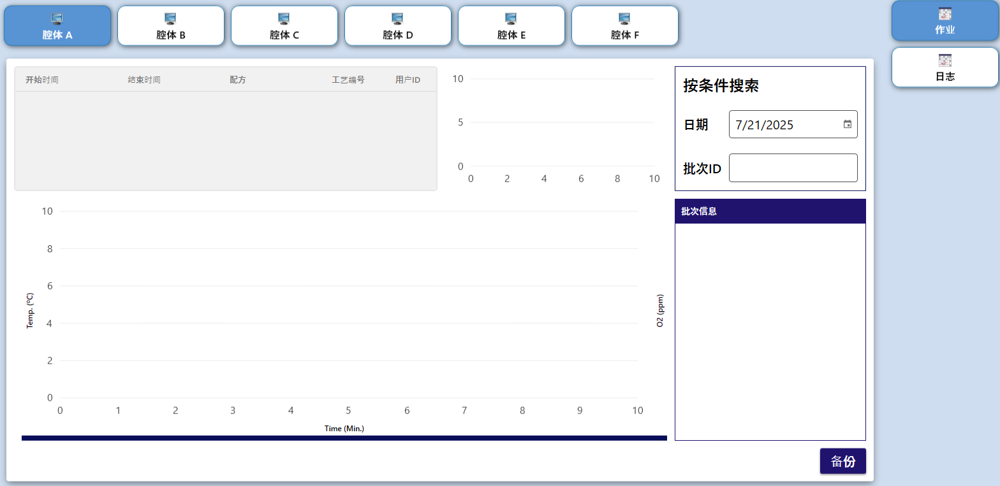 腔体 A
腔体 B
腔体 C
腔体 D
腔体 E
腔体 F
作业
日志
开始时间 结束时间 配方 工艺编号 用户ID
10
5
0
0 2 4 6 8 10
按条件搜索
日期 7/21/2025
批次ID
批次信息
10
8
6
4
2
0
Temp. (℃)
O2 (ppm)
0 1 2 3 4 5 6 7 8 9 10
Time (Min.)
备份